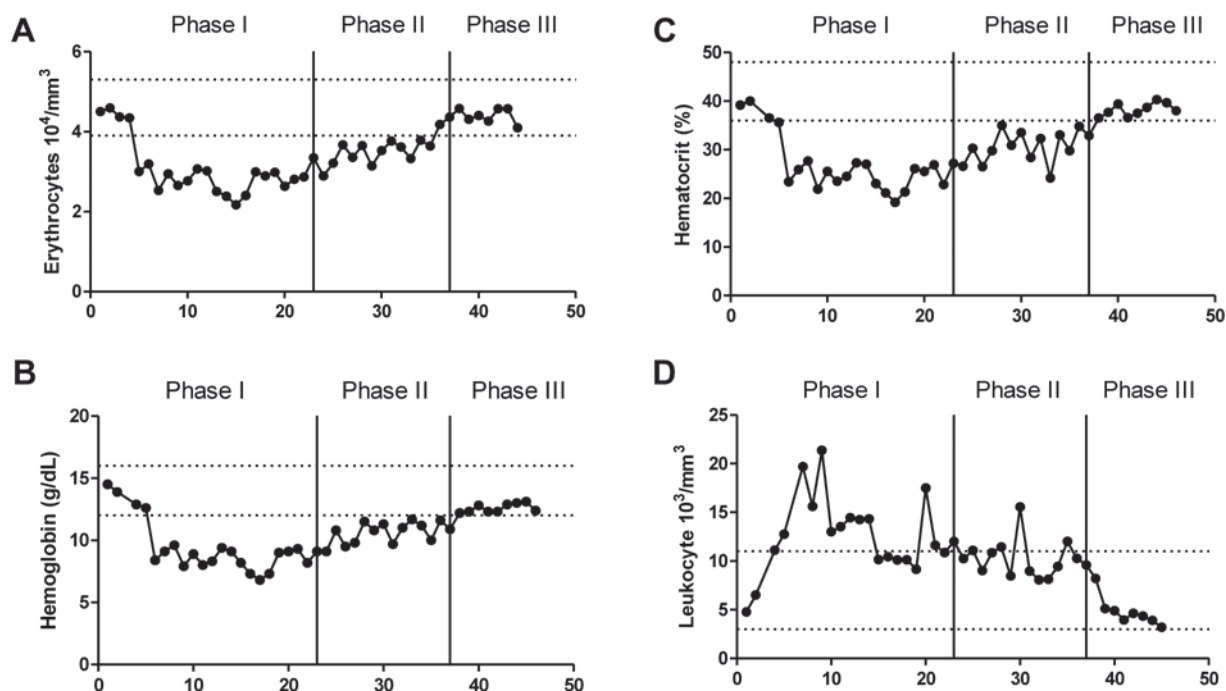 A
Phase I Phase II Phase III
Erythrocytes 10⁴/mm³
6
4
2
0
0 10 20 30 40 50
B
Phase I Phase II Phase III
Hemoglobin (g/dL)
20
15
10
5
0
0 10 20 30 40 50
C
Phase I Phase II Phase III
Hematocrit (%)
50
40
30
20
10
0
0 10 20 30 40 50
D
Phase I Phase II Phase III
Leukocyte 10³/mm³
25
20
15
10
5
0
0 10 20 30 40 50